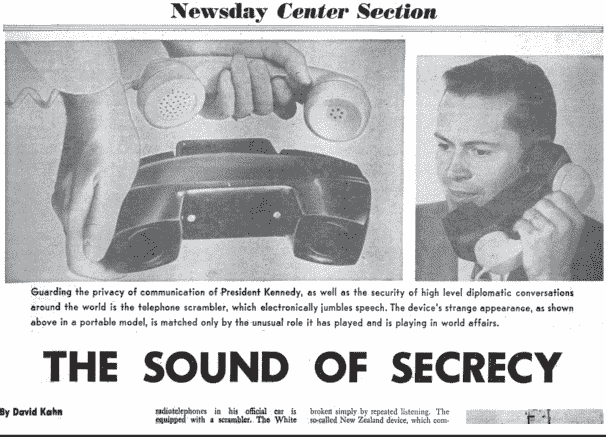 Newsday Center Section
Guarding the privacy of communication of President Kennedy, as well as the security of high level diplomatic conversations
around the world is the telephone scrambler, which electronically jumbles speech. The device's strange appearance, as shown
above in a portable model, is matched only by the unusual role it has played and is playing in world affairs.
THE SOUND OF SECRECY
By David Kahn
radiotelephones in his official car is
equipped with a scrambler. The White
broken simply by repeated listening. The
so-called New Zealand device, which com-